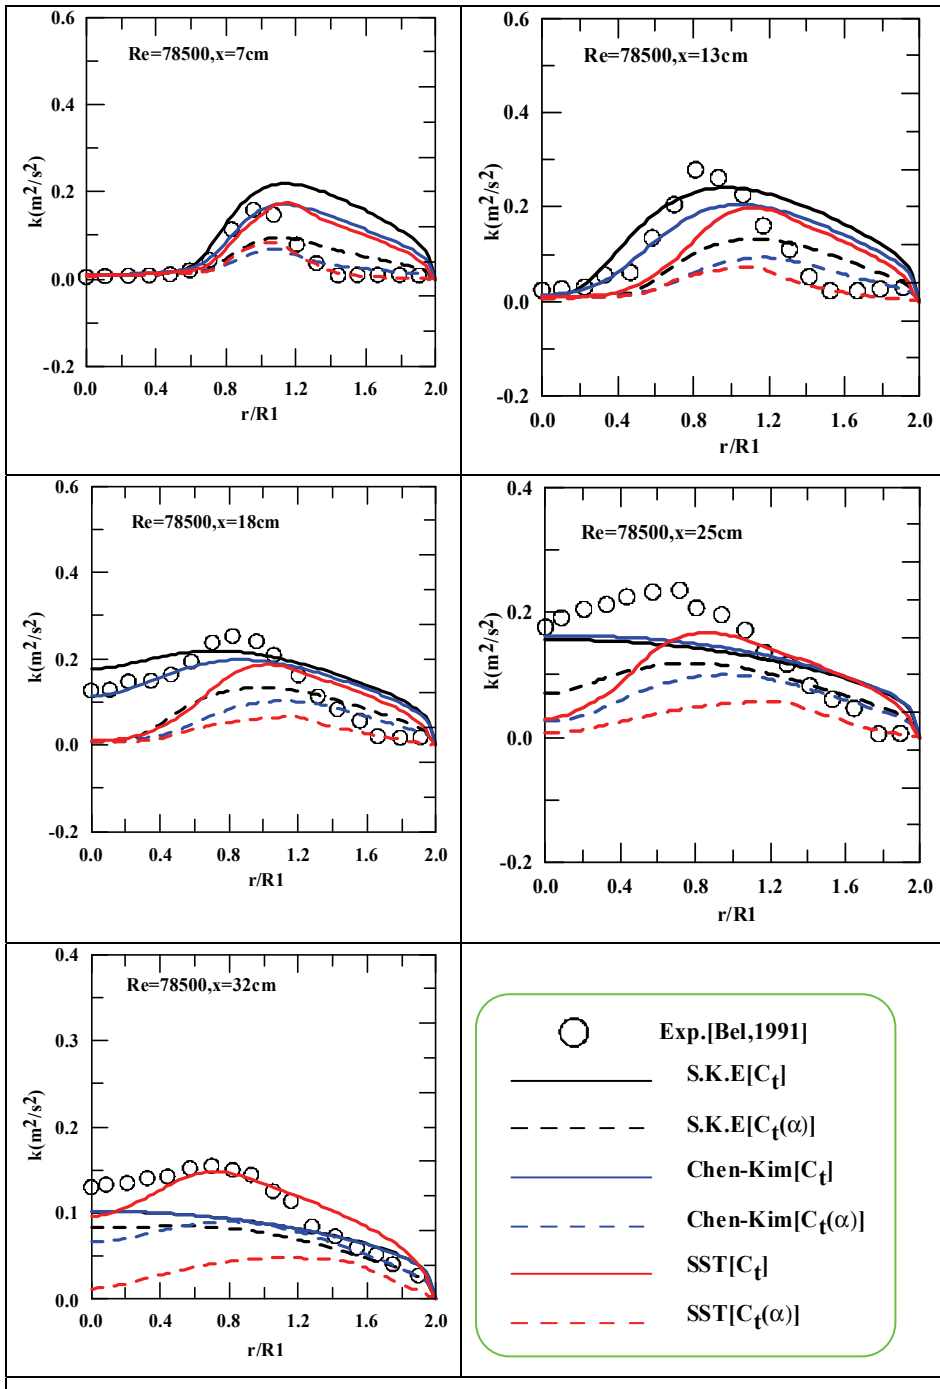 0.6
0.4
0.2
0.0
-0.2
k(m²/s²)
Re=78500,x=7cm
0.0 0.4 0.8 1.2 1.6 2.0
r/R1
0.6
0.4
0.2
0.0
-0.2
k(m²/s²)
Re=78500,x=13cm
0.0 0.4 0.8 1.2 1.6 2.0
r/R1
0.6
0.4
0.2
0.0
-0.2
k(m²/s²)
Re=78500,x=18cm
0.0 0.4 0.8 1.2 1.6 2.0
r/R1
0.4
0.2
0.0
-0.2
k(m²/s²)
Re=78500,x=25cm
0.0 0.4 0.8 1.2 1.6 2.0
r/R1
0.4
0.3
0.2
0.1
0.0
k(m²/s²)
Re=78500,x=32cm
0.0 0.4 0.8 1.2 1.6 2.0
r/R1
Exp.[Bel,1991]
S.K.E[Ct]
S.K.E[Ct(α)]
Chen-Kim[Ct]
Chen-Kim[Ct(α)]
SST[Ct]
SST[Ct(α)]